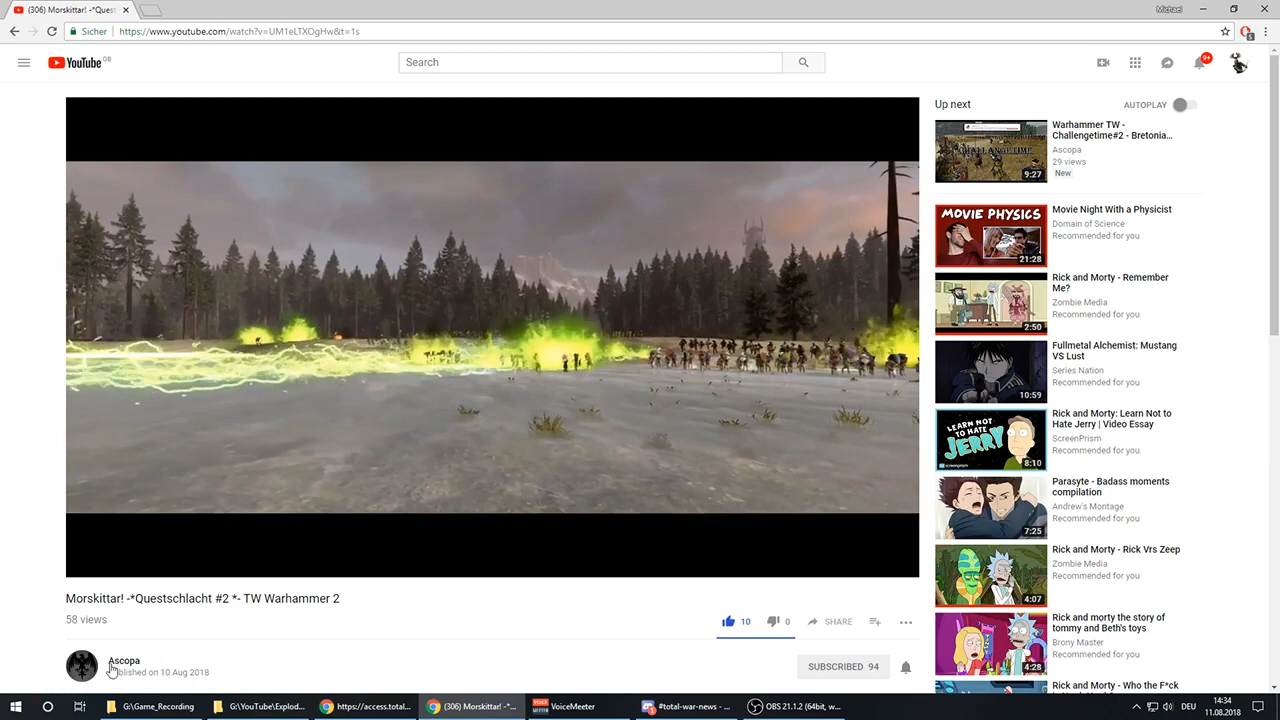 (306) Morskittar! -*Quest
Michael
Sicher
https://www.youtube.com/watch?v=UM1eLTXOgHw&t=1s
5
YouTube GB
Search
9+
Up next
AUTOPLAY
CHALLANGETIME
9:27
Warhammer TW -
Challengetime#2 - Bretonia...
Ascopa
29 views
New
MOVIE PHYSICS
21:28
Movie Night With a Physicist
Domain of Science
Recommended for you
2:50
Rick and Morty - Remember
Me?
Zombie Media
Recommended for you
10:59
Fullmetal Alchemist: Mustang
VS Lust
Series Nation
Recommended for you
LEARN NOT
TO HATE
JERRY
screenprism
8:10
Rick and Morty: Learn Not to
Hate Jerry | Video Essay
ScreenPrism
Recommended for you
7:25
Parasyte - Badass moments
compilation
Andrew's Montage
Recommended for you
4:07
Rick and Morty - Rick Vrs Zeep
Zombie Media
Recommended for you
4:28
Rick and morty the story of
tommy and Beth's toys
Brony Master
Recommended for you
Rick and Morty - Who the F*ck
Morskittar! -*Questschlacht #2 *- TW Warhammer 2
58 views
10
0
SHARE
Ascopa
blished on 10 Aug 2018
SUBSCRIBED 94
G:\Game_Recording
G:\YouTube\Explod...
https://access.total...
(306) Morskittar! -*...
VoiceMeeter
#total-war-news - ...
OBS 21.1.2 (64bit, w...
DEU
14:34
11.08.2018